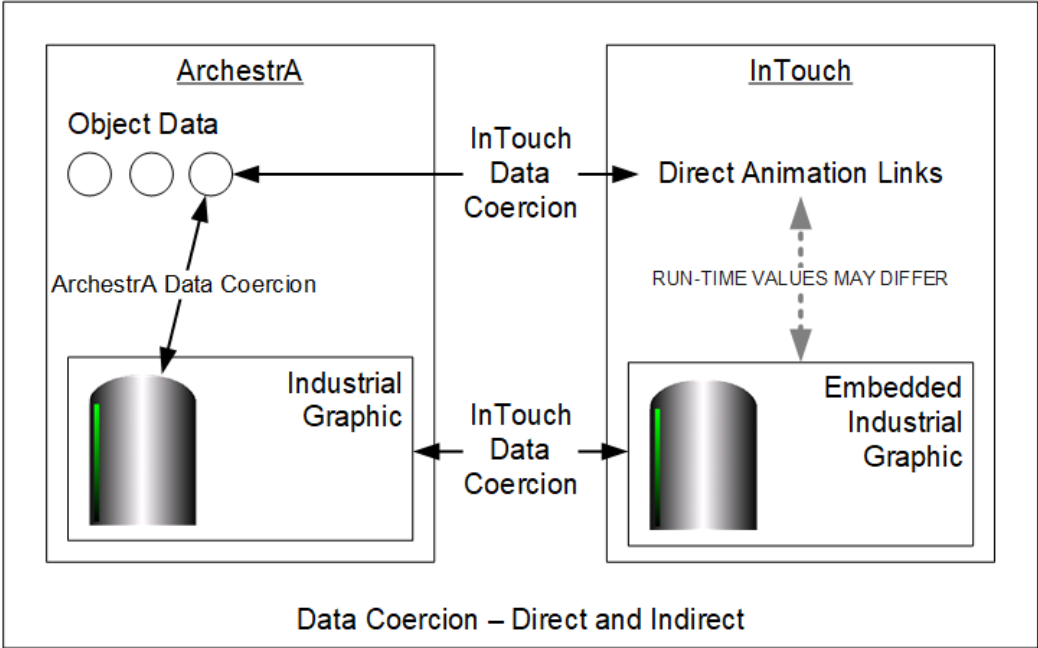 ArchestrA
Object Data
ArchestrA Data Coercion
Industrial
Graphic
InTouch
Data
Coercion
InTouch
Data
Coercion
InTouch
Direct Animation Links
RUN-TIME VALUES MAY DIFFER
Embedded
Industrial
Graphic
Data Coercion – Direct and Indirect